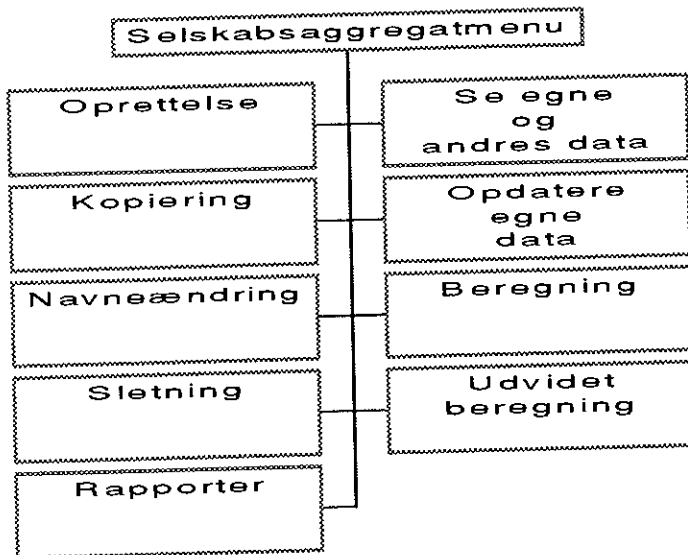 Selskabsaggregatmenu
Oprettelse
Se egne
og
andres data
Kopiering
Opdatere
egne
data
Navneændring
Beregning
Sletning
Udvidet
beregning
Rapporter